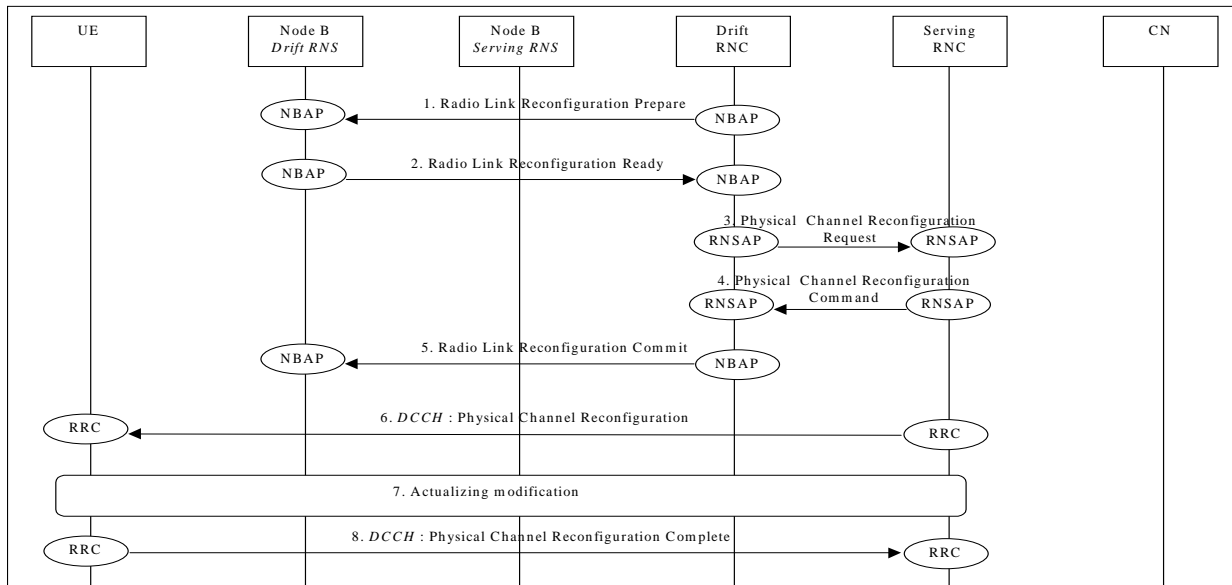 UE
Node B
Drift RNS
Node B
Serving RNS
Drift
RNC
Serving
RNC
CN
1. Radio Link Reconfiguration Prepare
NBAP
NBAP
2. Radio Link Reconfiguration Ready
NBAP
NBAP
3. Physical Channel Reconfiguration
Request
RNSAP
RNSAP
4. Physical Channel Reconfiguration
Command
RNSAP
RNSAP
5. Radio Link Reconfiguration Commit
NBAP
NBAP
6. DCCH : Physical Channel Reconfiguration
RRC
RRC
7. Actualizing modification
8. DCCH : Physical Channel Reconfiguration Complete
RRC
RRC